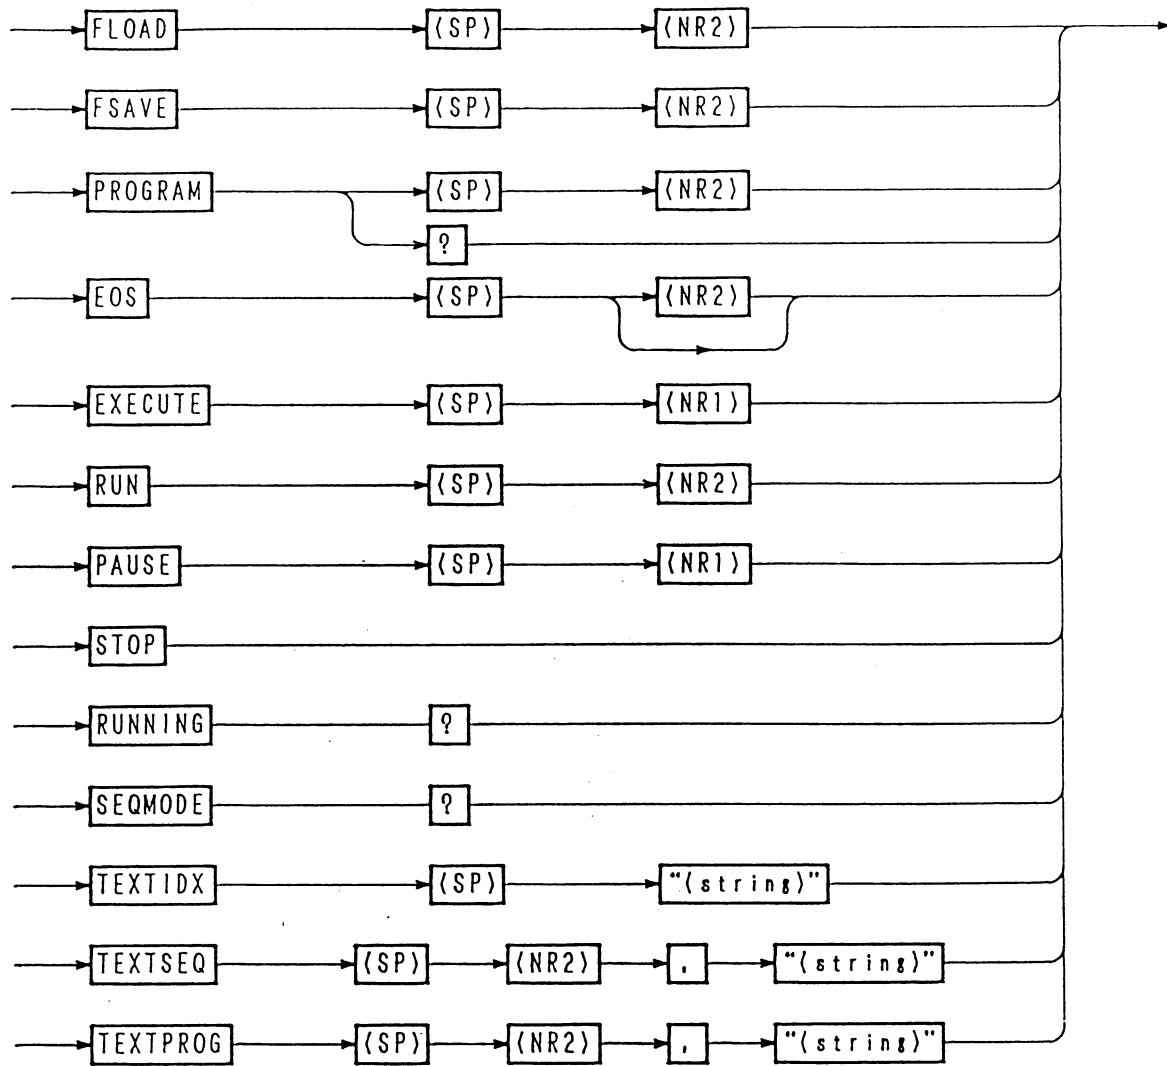 FLOAD ⟨SP⟩ ⟨NR2⟩
FSAVE ⟨SP⟩ ⟨NR2⟩
PROGRAM ⟨SP⟩ ⟨NR2⟩
?
EOS ⟨SP⟩ ⟨NR2⟩
EXECUTE ⟨SP⟩ ⟨NR1⟩
RUN ⟨SP⟩ ⟨NR2⟩
PAUSE ⟨SP⟩ ⟨NR1⟩
STOP
RUNNING ?
SEQMODE ?
TEXTIDX ⟨SP⟩ "⟨string⟩"
TEXTSEQ ⟨SP⟩ ⟨NR2⟩ , "⟨string⟩"
TEXTPROG ⟨SP⟩ ⟨NR2⟩ , "⟨string⟩"